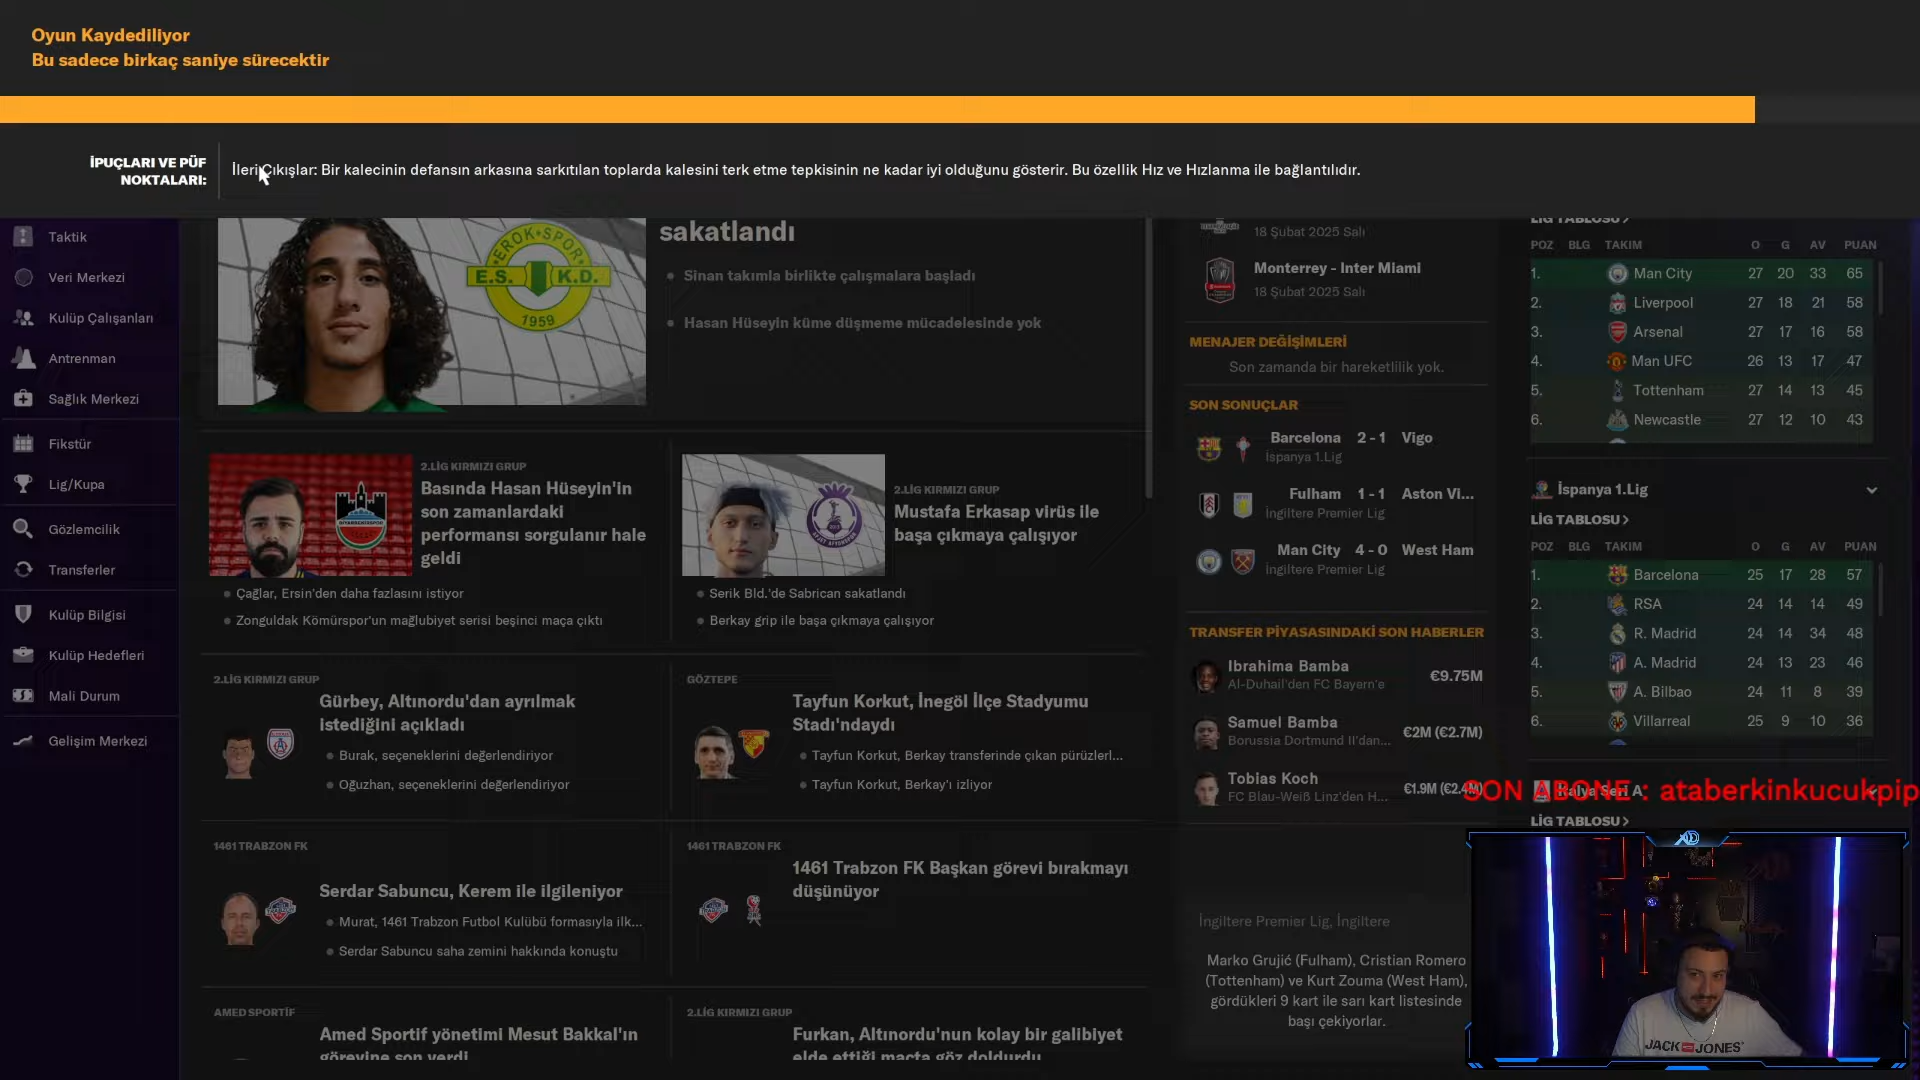 Oyun Kaydediliyor
Bu sadece birkaç saniye sürecektir
İPUÇLARI VE PÜF
NOKTALARI:
İleri Çıkışlar: Bir kalecinin defansın arkasına sarkıtılan toplarda kalesini terk etme tepkisinin ne kadar iyi olduğunu gösterir. Bu özellik Hız ve Hızlanma ile bağlantılıdır.
Taktik
Veri Merkezi
Kulüp Çalışanları
Antrenman
Sağlık Merkezi
Fikstür
Lig/Kupa
Gözlemcilik
Transferler
Kulüp Bilgisi
Kulüp Hedefleri
Mali Durum
Gelişim Merkezi
EROK·SPOR
E.S. K.D.
1959
sakatlandı
Sinan takımla birlikte çalışmalara başladı
Hasan Hüseyin küme düşmeme mücadelesinde yok
2.LİG KIRMIZI GRUP
Basında Hasan Hüseyin'in
son zamanlardaki
performansı sorgulanır hale
geldi
Çağlar, Ersin'den daha fazlasını istiyor
Zonguldak Kömürspor'un mağlubiyet serisi beşinci maça çıktı
2.LİG KIRMIZI GRUP
Mustafa Erkasap virüs ile
başa çıkmaya çalışıyor
Serik Bld.'de Sabrican sakatlandı
Berkay grip ile başa çıkmaya çalışıyor
2.LİG KIRMIZI GRUP
Gürbey, Altınordu'dan ayrılmak
istediğini açıkladı
Burak, seçeneklerini değerlendiriyor
Oğuzhan, seçeneklerini değerlendiriyor
GÖZTEPE
Tayfun Korkut, İnegöl İlçe Stadyumu
Stadı'ndaydı
Tayfun Korkut, Berkay transferinde çıkan pürüzlerl...
Tayfun Korkut, Berkay'ı izliyor
1461 TRABZON FK
Serdar Sabuncu, Kerem ile ilgileniyor
Murat, 1461 Trabzon Futbol Kulübü formasıyla ilk...
Serdar Sabuncu saha zemini hakkında konuştu
1461 TRABZON FK
1461 Trabzon FK Başkan görevi bırakmayı
düşünüyor
AMED SPORTİF
Amed Sportif yönetimi Mesut Bakkal'ın
görevine son verdi
2.LİG KIRMIZI GRUP
Furkan, Altınordu'nun kolay bir galibiyet
elde ettiği maçta göz doldurdu
18 Şubat 2025 Salı
Monterrey - Inter Miami
18 Şubat 2025 Salı
MENAJER DEĞİŞİMLERİ
Son zamanda bir hareketlilik yok.
SON SONUÇLAR
Barcelona 2 - 1 Vigo
İspanya 1.Lig
Fulham 1 - 1 Aston Vi...
İngiltere Premier Lig
Man City 4 - 0 West Ham
İngiltere Premier Lig
TRANSFER PİYASASINDAKİ SON HABERLER
Ibrahima Bamba €9.75M
Al-Duhail'den FC Bayern'e
Samuel Bamba €2M (€2.7M)
Borussia Dortmund II'dan...
Tobias Koch €1.9M (€2.4M)
FC Blau-Weiß Linz'den H...
İngiltere Premier Lig, İngiltere
Marko Grujić (Fulham), Cristian Romero
(Tottenham) ve Kurt Zouma (West Ham),
gördükleri 9 kart ile sarı kart listesinde
başı çekiyorlar.
LİG TABLOSU>
POZ BLG TAKIM O G AV PUAN
1. Man City 27 20 33 65
2. Liverpool 27 18 21 58
3. Arsenal 27 17 16 58
4. Man UFC 26 13 17 47
5. Tottenham 27 14 13 45
6. Newcastle 27 12 10 43
İspanya 1.Lig
LİG TABLOSU>
POZ BLG TAKIM O G AV PUAN
1. Barcelona 25 17 28 57
2. RSA 24 14 14 49
3. R. Madrid 24 14 34 48
4. A. Madrid 24 13 23 46
5. A. Bilbao 24 11 8 39
6. Villarreal 25 9 10 36
SON ABONE : ataberkinkucukpip
İtalya Seri A
LİG TABLOSU>
JACK JONES